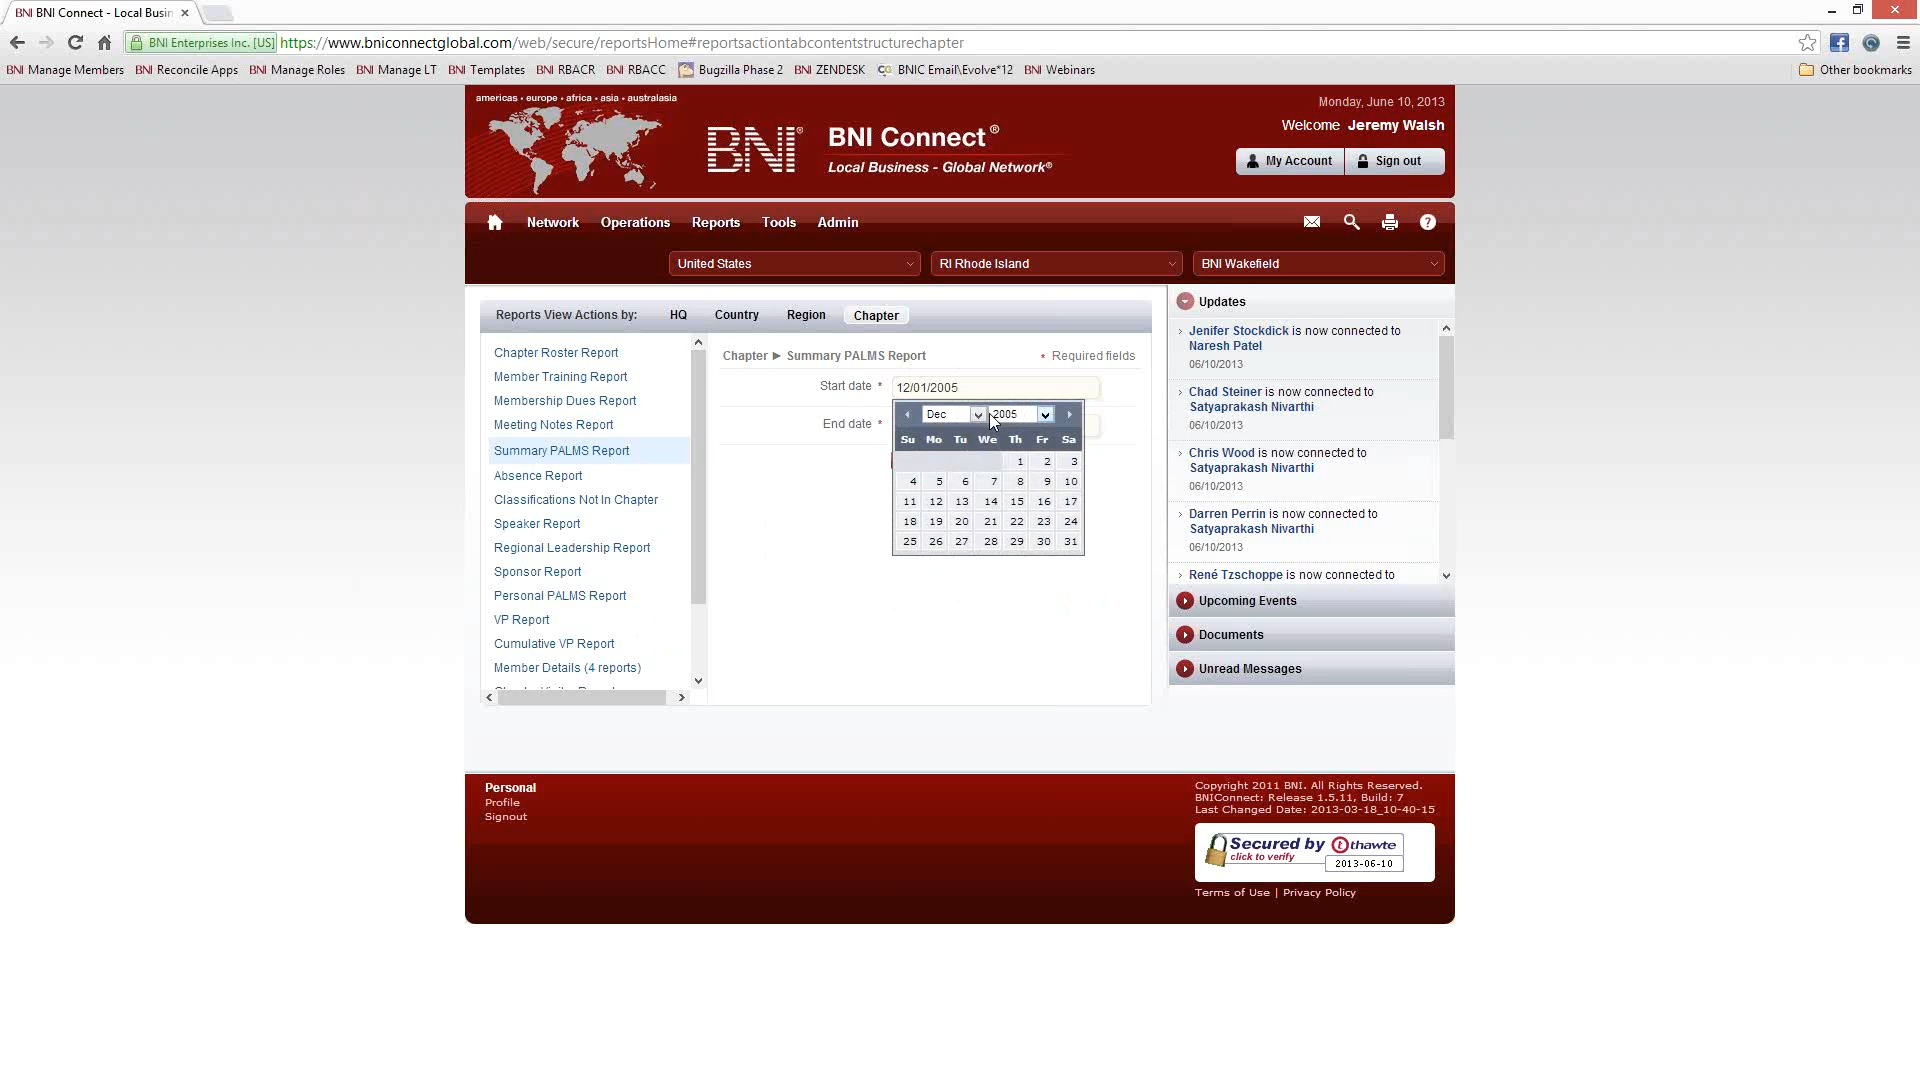 BNI BNI Connect - Local Busin
BNI Enterprises Inc. [US] https://www.bniconnectglobal.com/web/secure/reportsHome#reportsactiontabcontentstructurechapter
BNI Manage Members BNI Reconcile Apps BNI Manage Roles BNI Manage LT BNI Templates BNI RBACR BNI RBACC Bugzilla Phase 2 BNI ZENDESK CG BNIC Email\Evolve*12 BNI Webinars Other bookmarks
americas • europe • africa • asia • australasia
Monday, June 10, 2013
Welcome Jeremy Walsh
BNI® BNI Connect®
Local Business - Global Network®
My Account Sign out
Network Operations Reports Tools Admin
United States RI Rhode Island BNI Wakefield
Reports View Actions by: HQ Country Region Chapter
Chapter Roster Report
Member Training Report
Membership Dues Report
Meeting Notes Report
Summary PALMS Report
Absence Report
Classifications Not In Chapter
Speaker Report
Regional Leadership Report
Sponsor Report
Personal PALMS Report
VP Report
Cumulative VP Report
Member Details (4 reports)
Chapter ► Summary PALMS Report * Required fields
Start date * 12/01/2005
End date *
Dec 2005
Su Mo Tu We Th Fr Sa
1 2 3
4 5 6 7 8 9 10
11 12 13 14 15 16 17
18 19 20 21 22 23 24
25 26 27 28 29 30 31
Updates
Jenifer Stockdick is now connected to
Naresh Patel
06/10/2013
Chad Steiner is now connected to
Satyaprakash Nivarthi
06/10/2013
Chris Wood is now connected to
Satyaprakash Nivarthi
06/10/2013
Darren Perrin is now connected to
Satyaprakash Nivarthi
06/10/2013
René Tzschoppe is now connected to
Upcoming Events
Documents
Unread Messages
Personal
Profile
Signout
Copyright 2011 BNI. All Rights Reserved.
BNIConnect: Release 1.5.11, Build: 7
Last Changed Date: 2013-03-18_10-40-15
Secured by thawte
click to verify
2013-06-10
Terms of Use | Privacy Policy